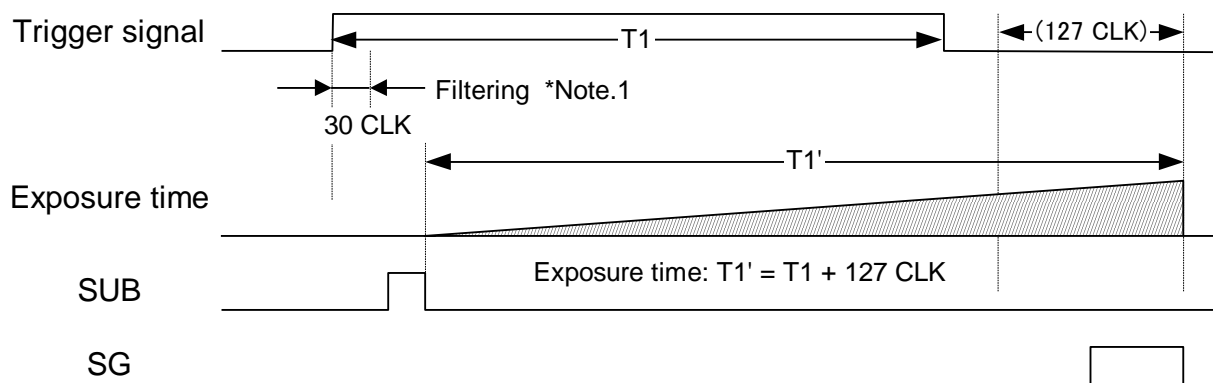 Trigger signal
T1
(127 CLK)
Filtering *Note.1
30 CLK
T1'
Exposure time
Exposure time: T1' = T1 + 127 CLK
SUB
SG